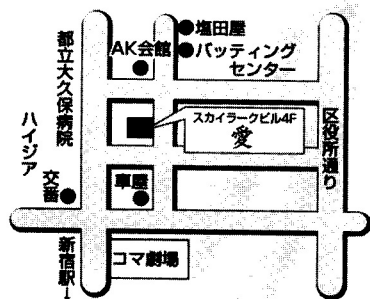 塩田屋
AK会館
バッティング
センター
都立大久保病院
ハイジア
スカイラークビル4F
愛
区役所通り
交番
車屋
新宿駅↓
コマ劇場